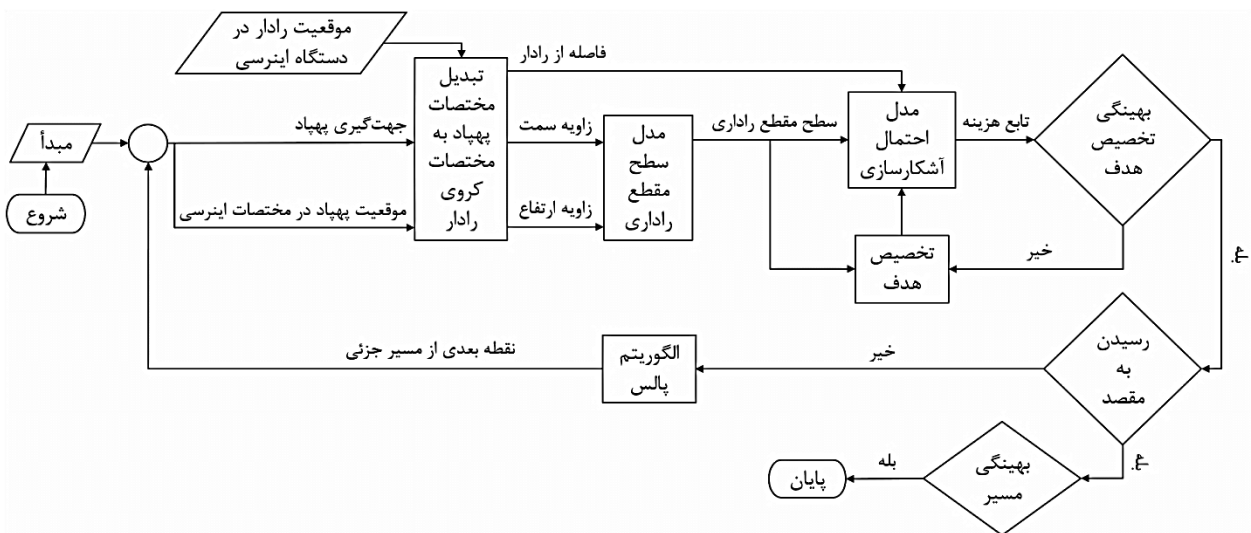 موقعیت رادار در
دستگاه اینرسی
شروع
مبدأ
جهت‌گیری پهپاد
موقعیت پهپاد در مختصات اینرسی
تبدیل
مختصات
پهپاد به
مختصات
کروی
رادار
فاصله از رادار
زاویه سمت
زاویه ارتفاع
مدل
سطح
مقطع
راداری
سطح مقطع راداری
مدل
احتمال
آشکارسازی
تابع هزینه
بهینگی
تخصیص
هدف
خیر
تخصیص
هدف
بله
رسیدن
به
مقصد
خیر
الگوریتم
پالس
نقطه بعدی از مسیر جزئی
بله
بهینگی
مسیر
بله
پایان